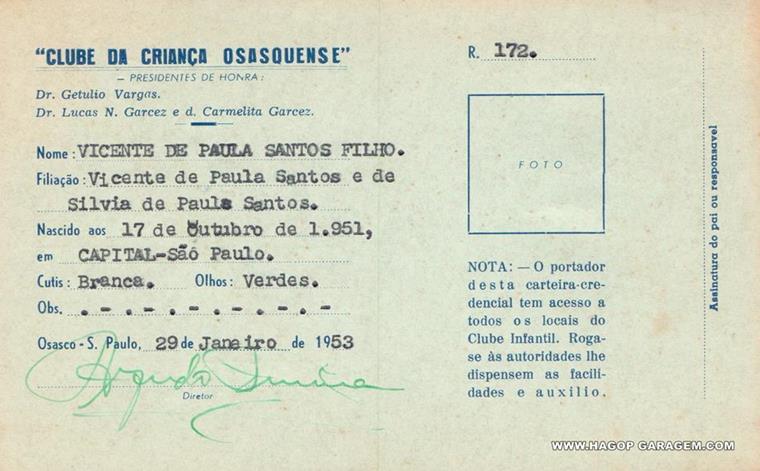 "CLUBE DA CRIANÇA OSASQUENSE"
— PRESIDENTES DE HONRA:
Dr. Getulio Vargas.
Dr. Lucas N. Garcez e d. Carmelita Garcez.
Nome: VICENTE DE PAULA SANTOS FILHO.
Filiação: Vicente de Paula Santos e de
Silvia de Paula Santos.
Nascido aos 17 de Outubro de 1.951,
em CAPITAL-São Paulo.
Cutis: Branca. Olhos: Verdes.
Obs. . - . - . - . - . - .
Osasco - S. Paulo, 29 de Janeiro de 1953
Diretor
R. 172.
FOTO
NOTA: — O portador
desta carteira-cre-
dencial tem acesso a
todos os locais do
Clube Infantil. Roga-
se às autoridades lhe
dispensem as facili-
dades e auxilio.
Assinatura do pai ou responsavel
WWW.HAGOP GARAGEM.COM